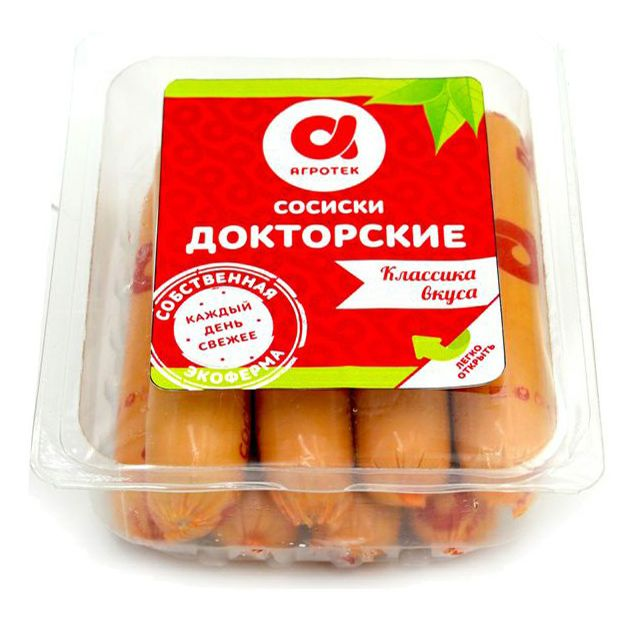 АГРОТЕК
СОСИСКИ
ДОКТОРСКИЕ
Классика
вкуса
СОБСТВЕННАЯ
КАЖДЫЙ
ДЕНЬ
СВЕЖЕЕ
ЭКОФЕРМА
ЛЕГКО
ОТКРЫТЬ